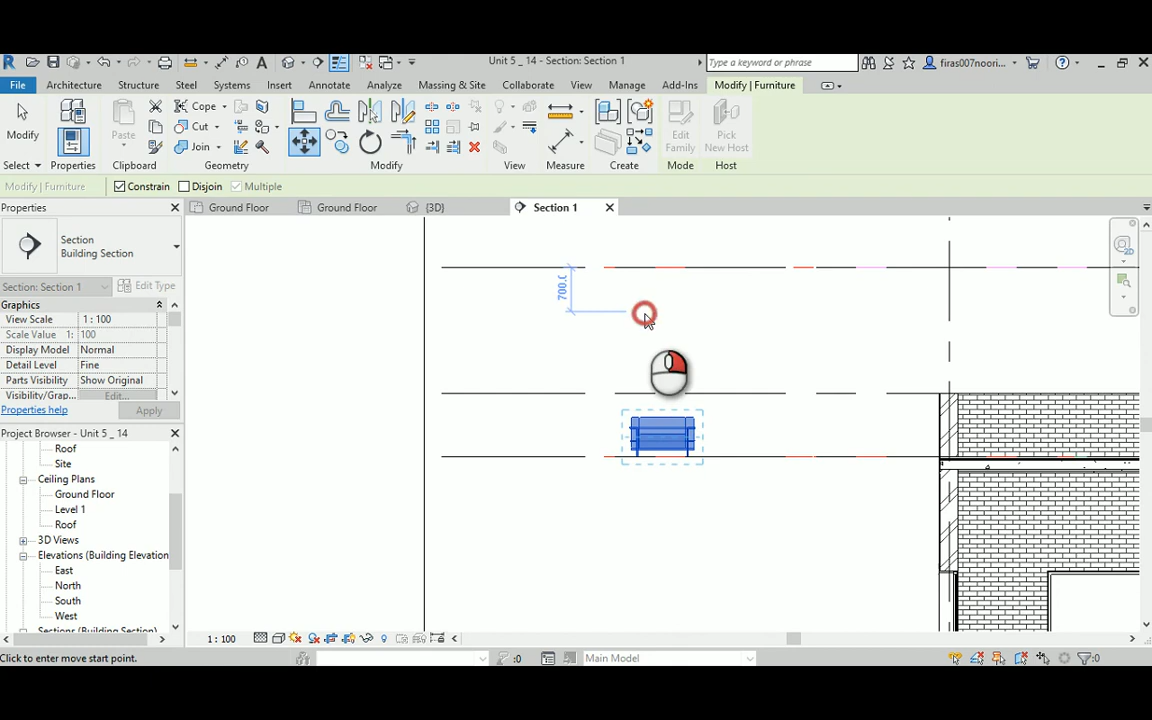 Unit 5 _ 14 - Section: Section 1
Type a keyword or phrase
firas007noori...
File
Architecture
Structure
Steel
Systems
Insert
Annotate
Analyze
Massing & Site
Collaborate
View
Manage
Add-Ins
Modify | Furniture
Modify
Paste
Cope
Cut
Join
Edit
Family
Pick
New Host
Select
Properties
Clipboard
Geometry
Modify
View
Measure
Create
Mode
Host
Modify | Furniture
Constrain
Disjoin
Multiple
Properties
Ground Floor
Ground Floor
{3D}
Section 1
Section
Building Section
Section: Section 1
Edit Type
Graphics
View Scale
1 : 100
Scale Value 1:
100
Display Model
Normal
Detail Level
Fine
Parts Visibility
Show Original
Visibility/Grap...
Edit...
Properties help
Apply
700.0
2D
Project Browser - Unit 5 _ 14
Roof
Site
Ceiling Plans
Ground Floor
Level 1
Roof
3D Views
Elevations (Building Elevation
East
North
South
West
Sections (Building Section)
1 : 100
Click to enter move start point.
:0
Main Model
:0